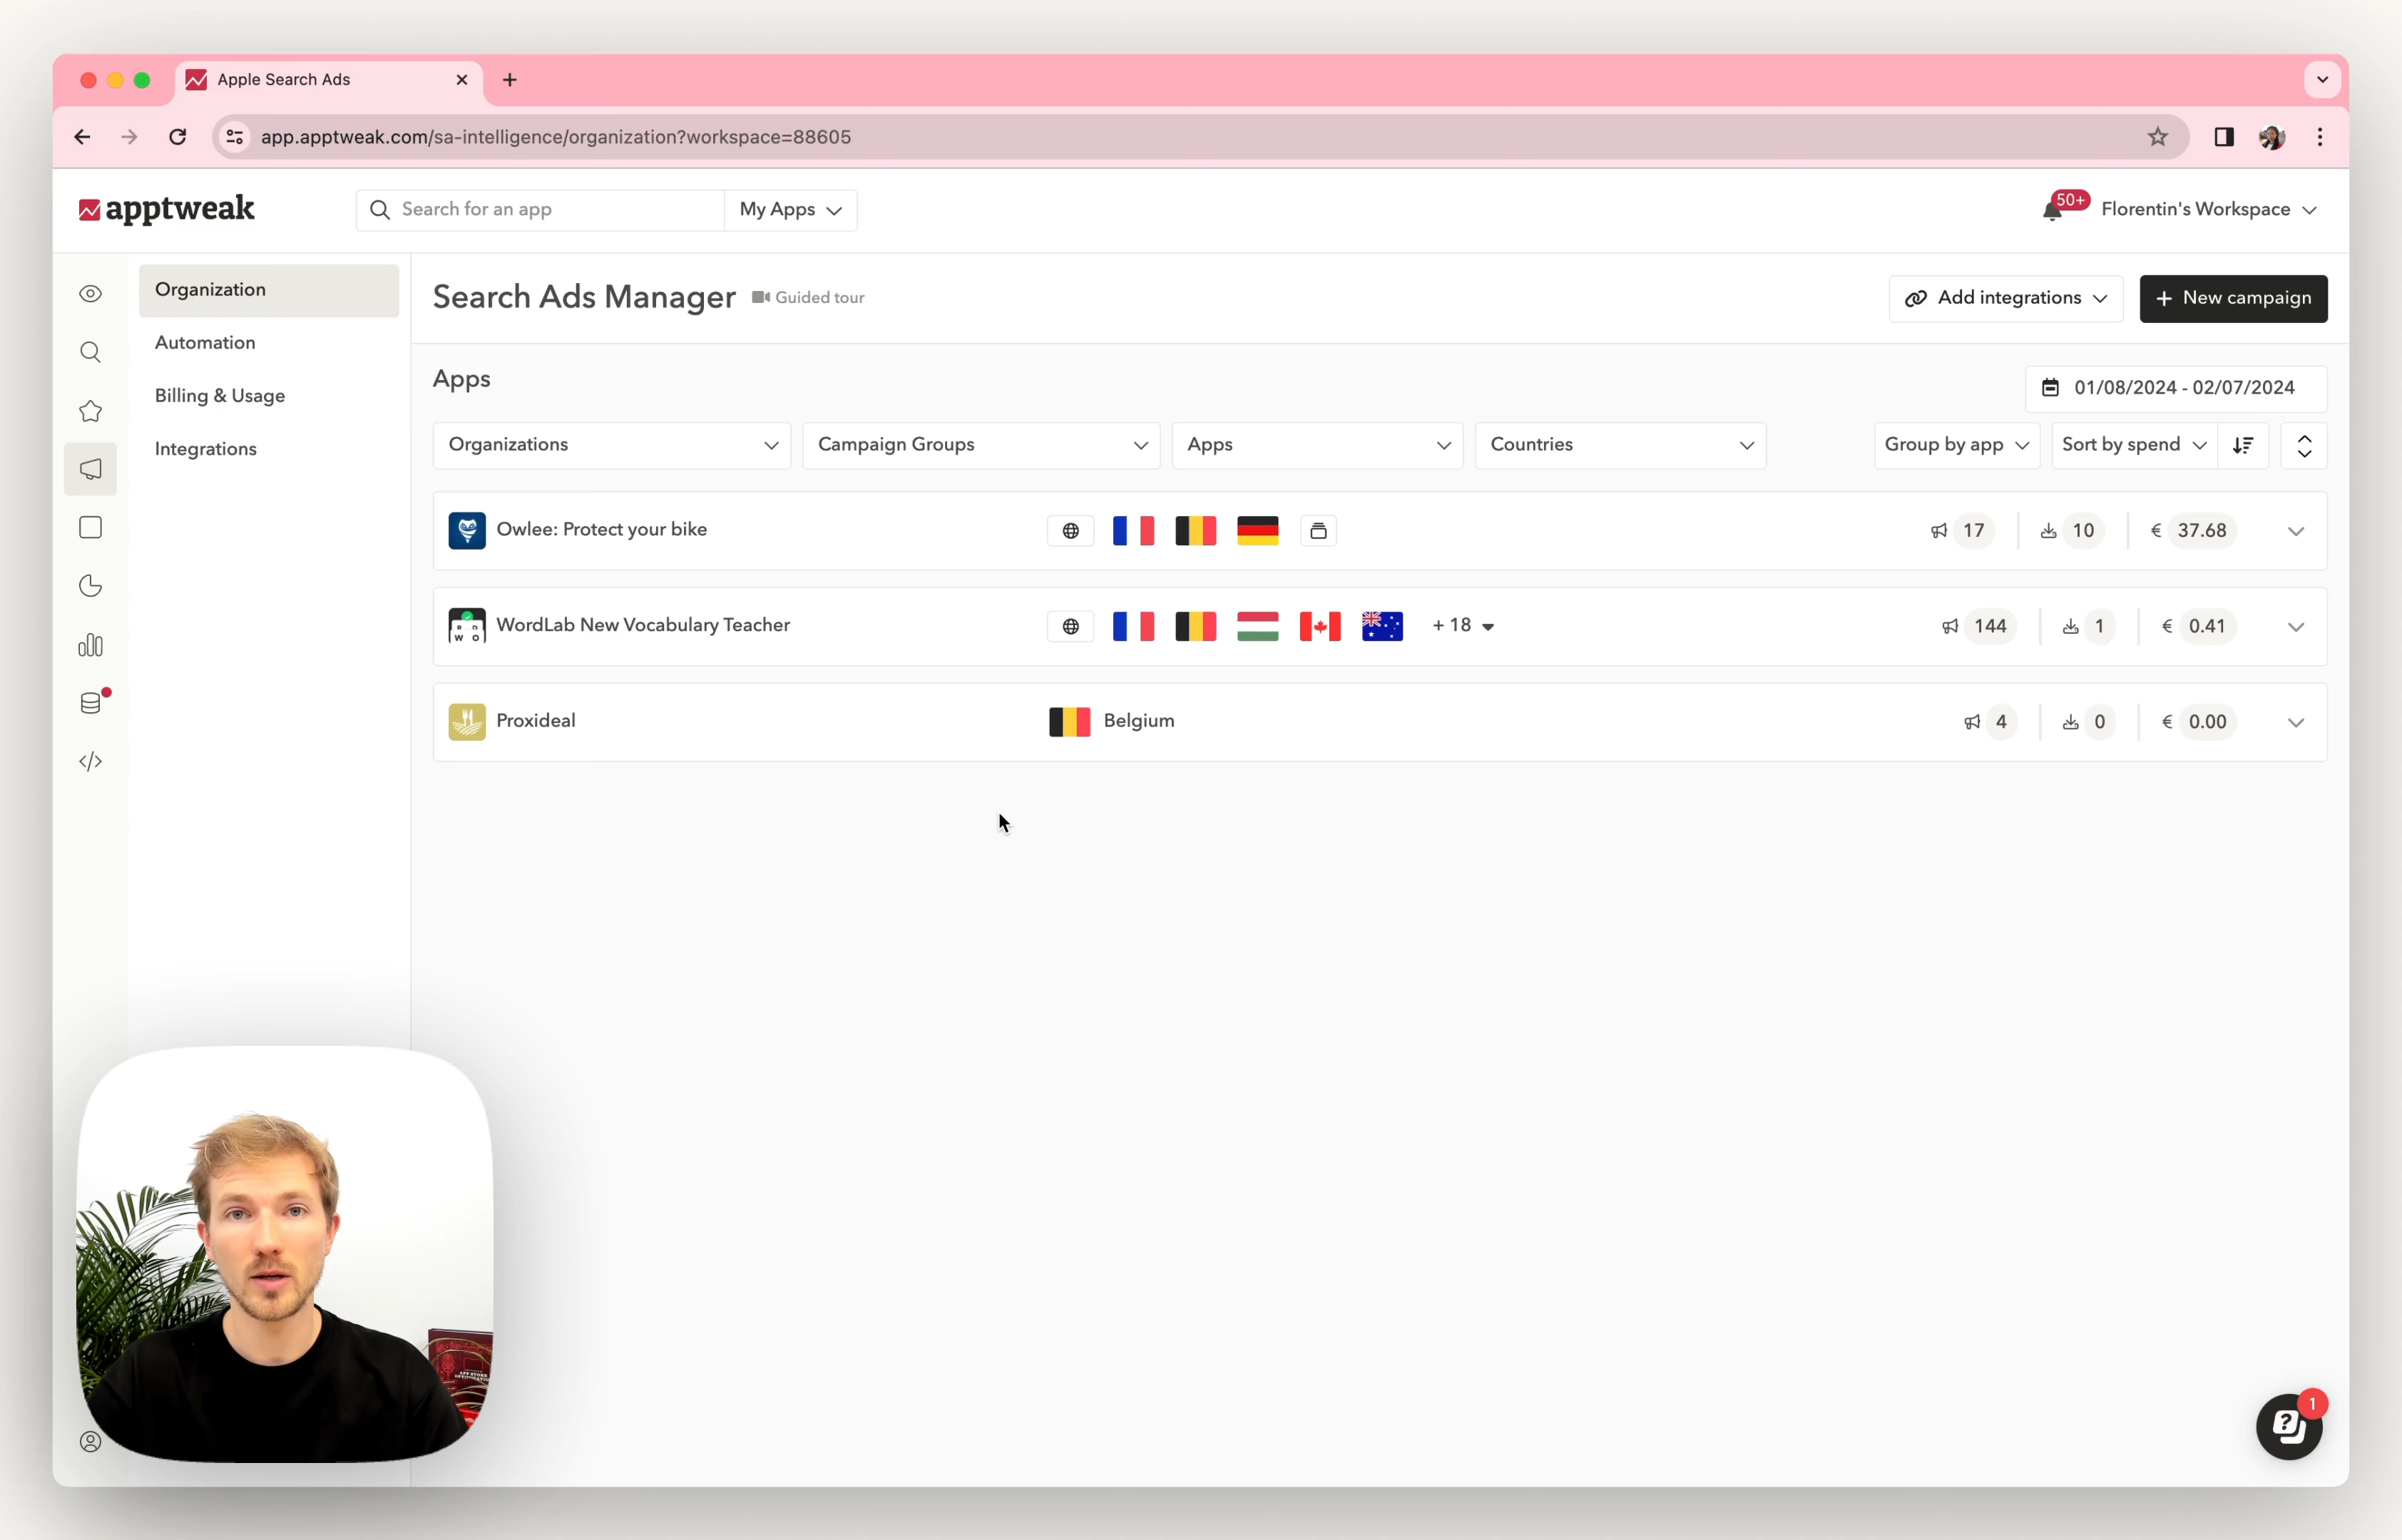 Apple Search Ads
app.apptweak.com/sa-intelligence/organization?workspace=88605
apptweak
Search for an app
My Apps
50+
Florentin's Workspace
Organization
Automation
Billing & Usage
Integrations
Search Ads Manager
Guided tour
Add integrations
+ New campaign
Apps
01/08/2024 - 02/07/2024
Organizations
Campaign Groups
Apps
Countries
Group by app
Sort by spend
Owlee: Protect your bike
17
10
€ 37.68
WordLab New Vocabulary Teacher
+ 18
144
1
€ 0.41
Proxideal
Belgium
4
0
€ 0.00
APP STORE
1